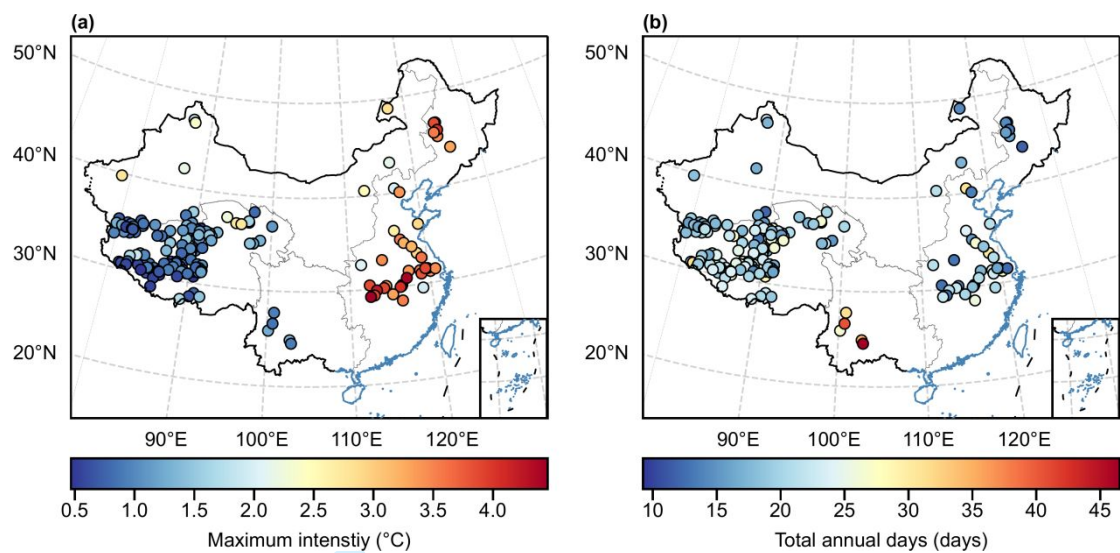 (a)
(b)
50°N
40°N
30°N
20°N
90°E
100°E
110°E
120°E
50°N
40°N
30°N
20°N
90°E
100°E
110°E
120°E
0.5 1.0 1.5 2.0 2.5 3.0 3.5 4.0
Maximum intenstiy (°C)
10 15 20 25 30 35 40 45
Total annual days (days)